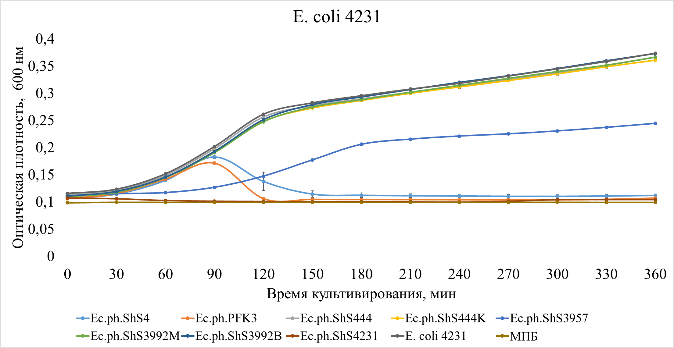 E. coli 4231
Оптическая плотность, 600 нм
0,4
0,35
0,3
0,25
0,2
0,15
0,1
0,05
0
0 30 60 90 120 150 180 210 240 270 300 330 360
Время культивирования, мин
Ec.ph.ShS4 Ec.ph.PFK3 Ec.ph.ShS444 Ec.ph.ShS444K Ec.ph.ShS3957
Ec.ph.ShS3992M Ec.ph.ShS3992B Ec.ph.ShS4231 E. coli 4231 МПБ